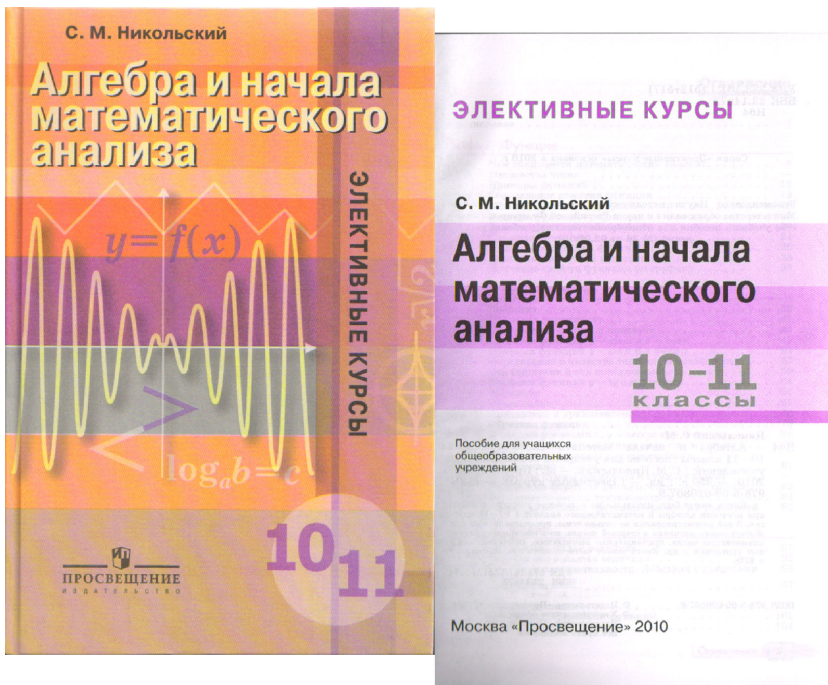 С. М. Никольский
Алгебра и начала
математического
анализа
ЭЛЕКТИВНЫЕ КУРСЫ
y = f(x)
√2
log_a b = c
10
11
ПРОСВЕЩЕНИЕ
ИЗДАТЕЛЬСТВО
ЭЛЕКТИВНЫЕ КУРСЫ
С. М. Никольский
Алгебра и начала
математического
анализа
10–11
классы
Пособие для учащихся
общеобразовательных
учреждений
Москва «Просвещение» 2010